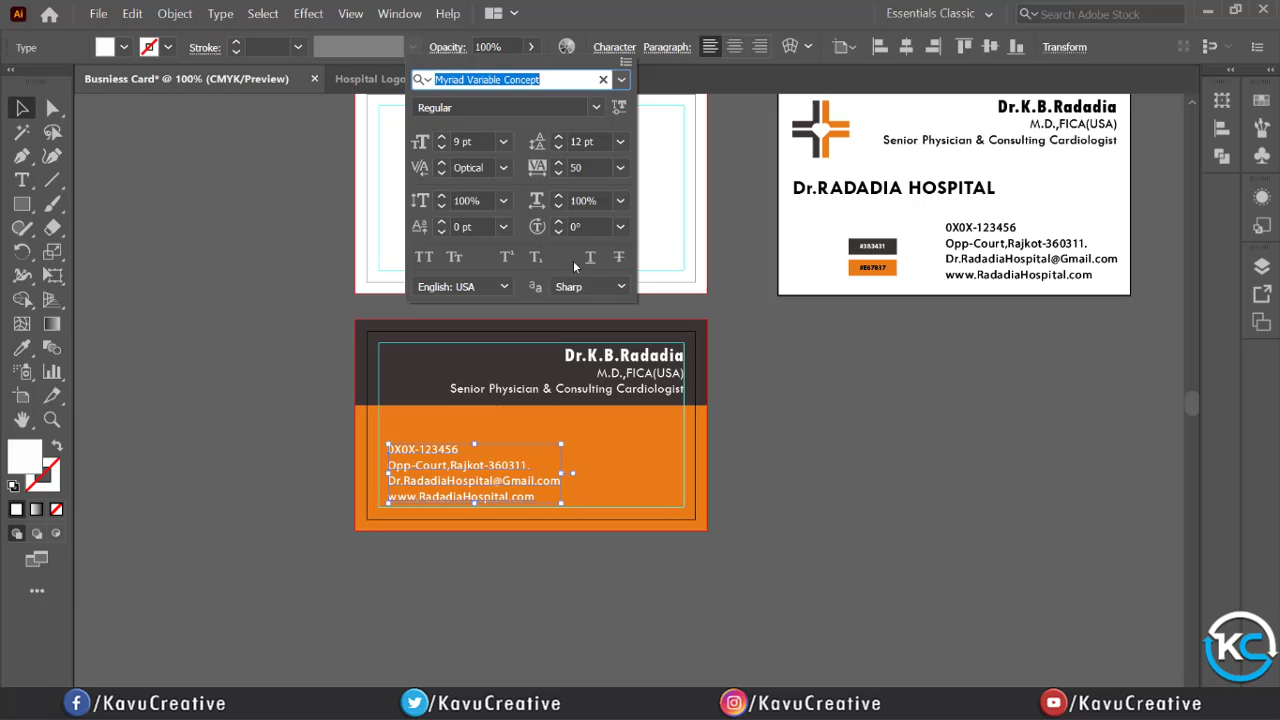 Ai File Edit Object Type Select Effect View Window Help Essentials Classic Search Adobe Stock
Type Stroke: Opacity: 100% Character Paragraph: Transform
Busniess Card* @ 100% (CMYK/Preview) × Hospital Logo
Myriad Variable Concept
Regular
9 pt 12 pt
Optical 50
100% 100%
0 pt 0°
English: USA Sharp
Dr.K.B.Radadia
M.D.,FICA(USA)
Senior Physician & Consulting Cardiologist
Dr.RADADIA HOSPITAL
#3B3431
#E67817
0X0X-123456
Opp-Court,Rajkot-360311.
Dr.RadadiaHospital@Gmail.com
www.RadadiaHospital.com
Dr.K.B.Radadia
M.D.,FICA(USA)
Senior Physician & Consulting Cardiologist
0X0X-123456
Opp-Court,Rajkot-360311.
Dr.RadadiaHospital@Gmail.com
www.RadadiaHospital.com
KC
/KavuCreative /KavuCreative /KavuCreative /KavuCreative